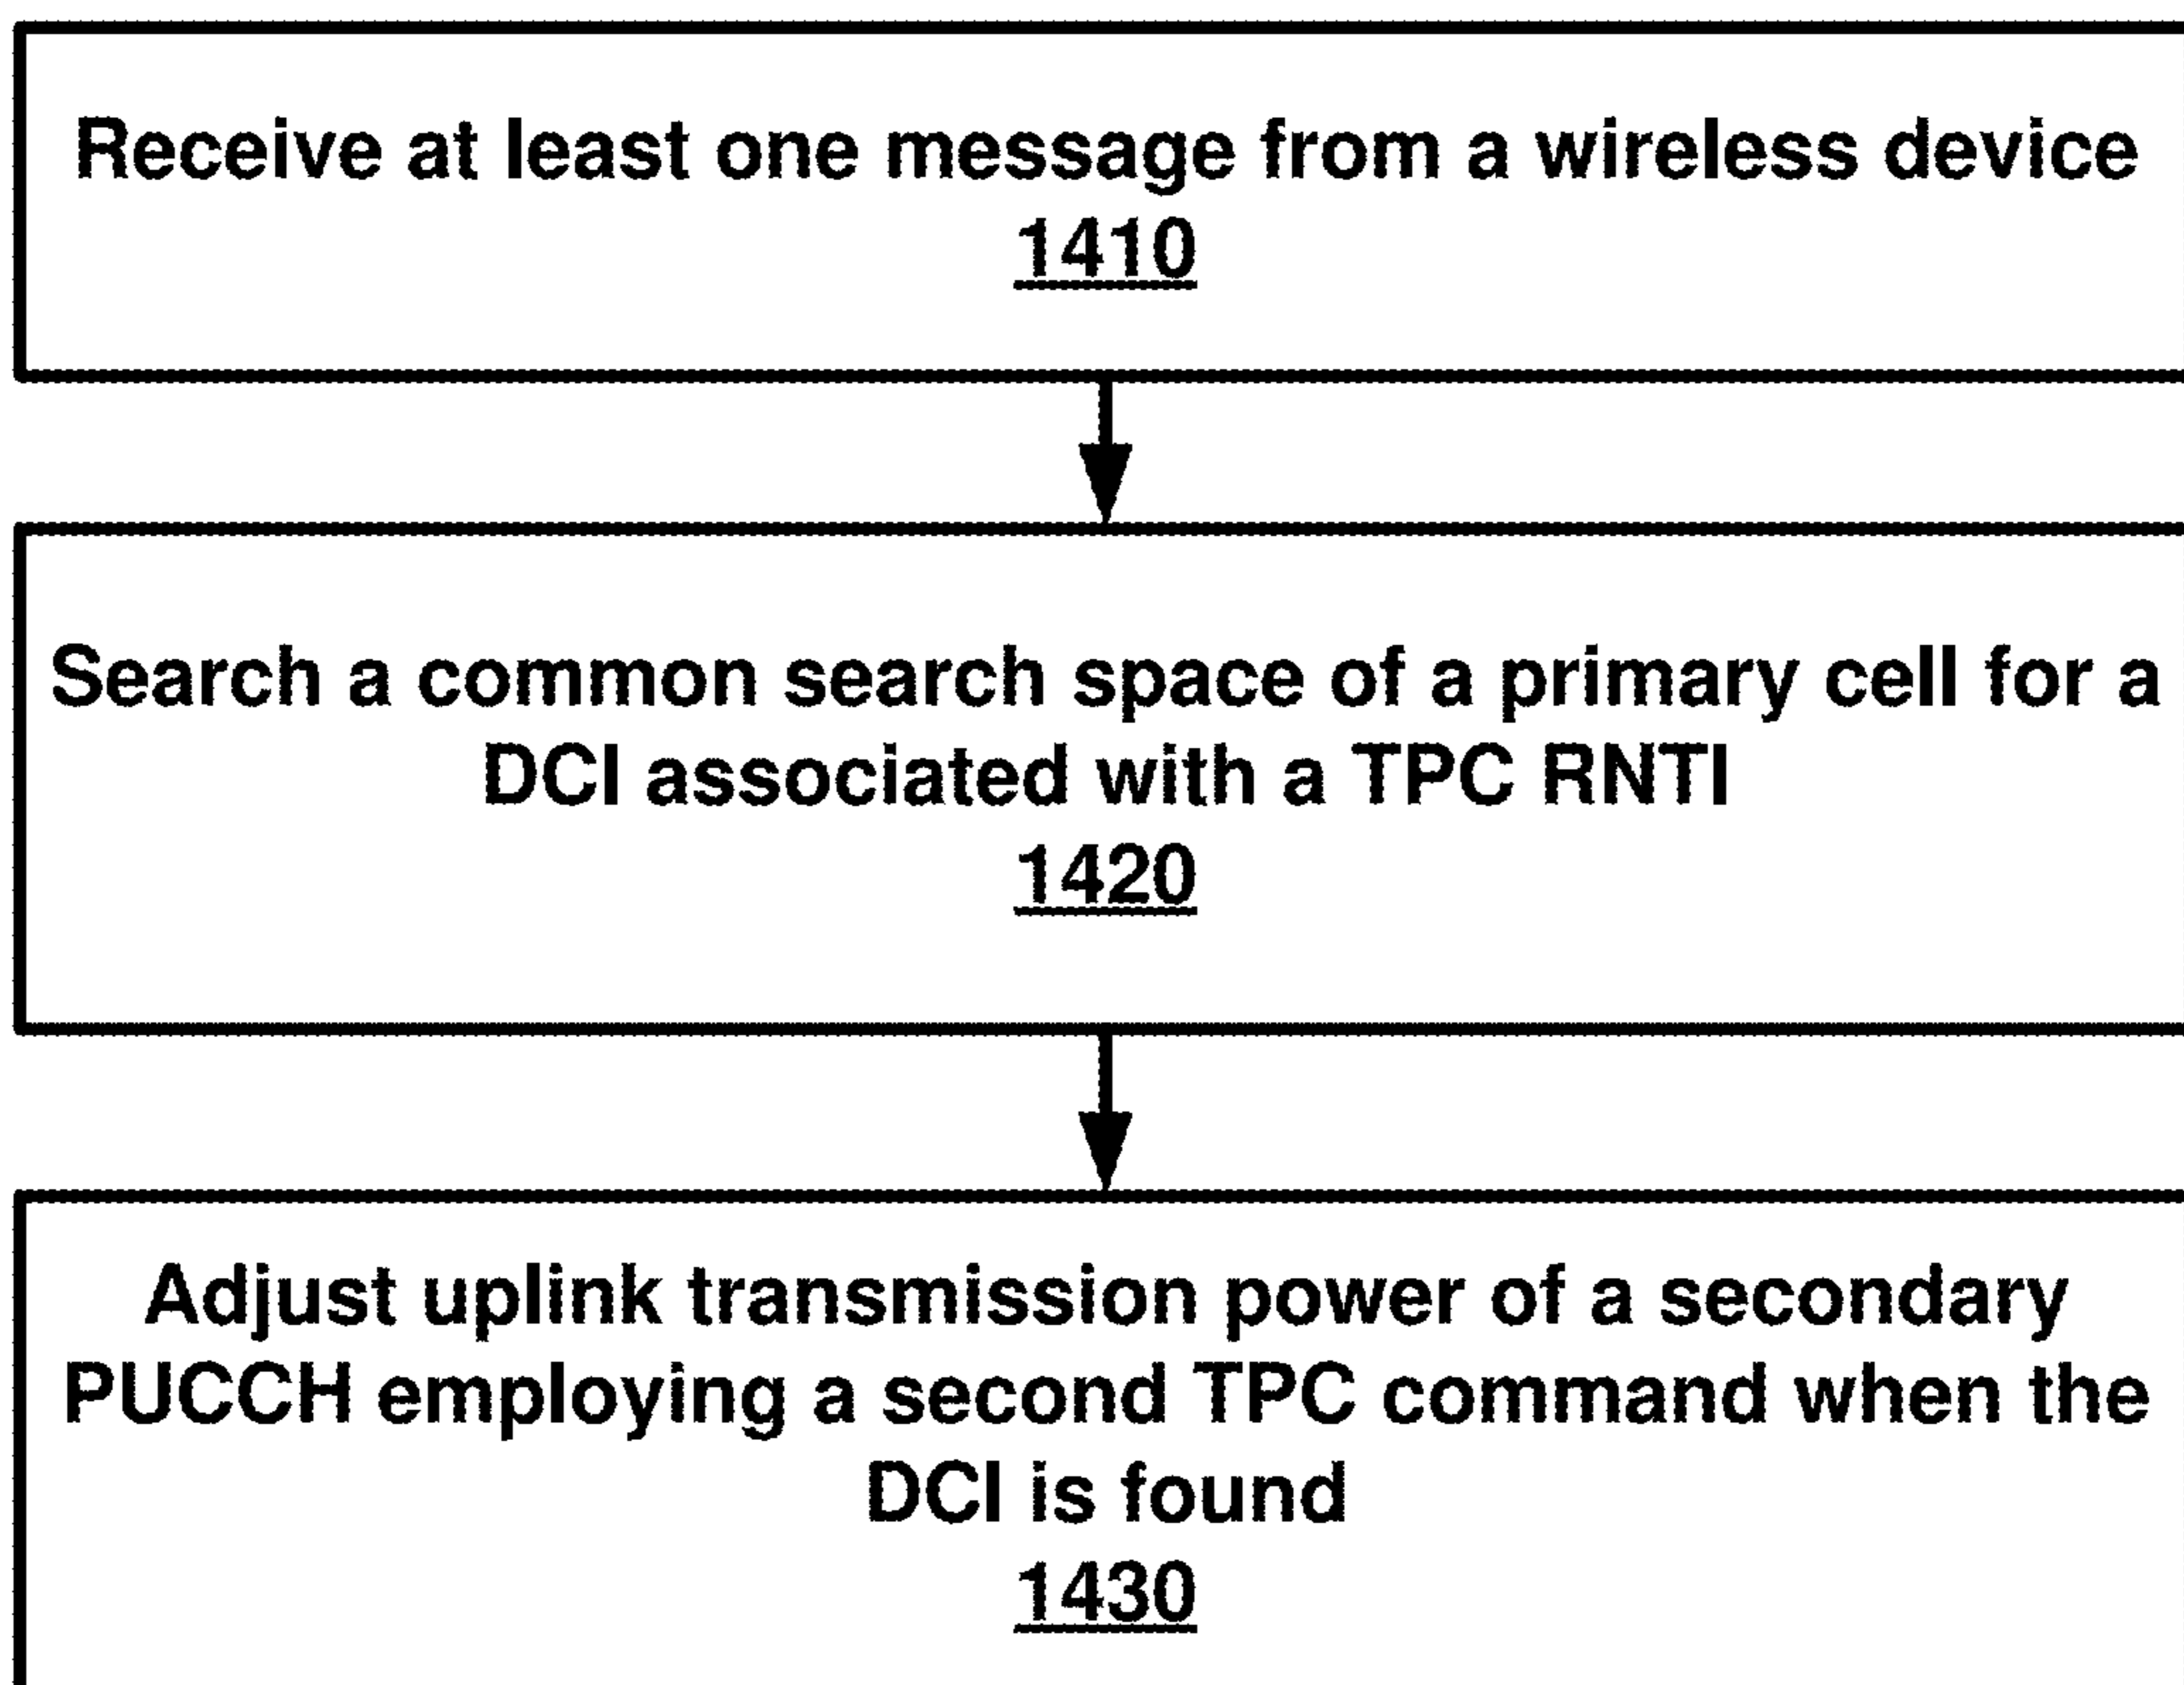 Receive at least one message from a wireless device
1410
Search a common search space of a primary cell for a
DCI associated with a TPC RNTI
1420
Adjust uplink transmission power of a secondary
PUCCH employing a second TPC command when the
DCI is found
1430